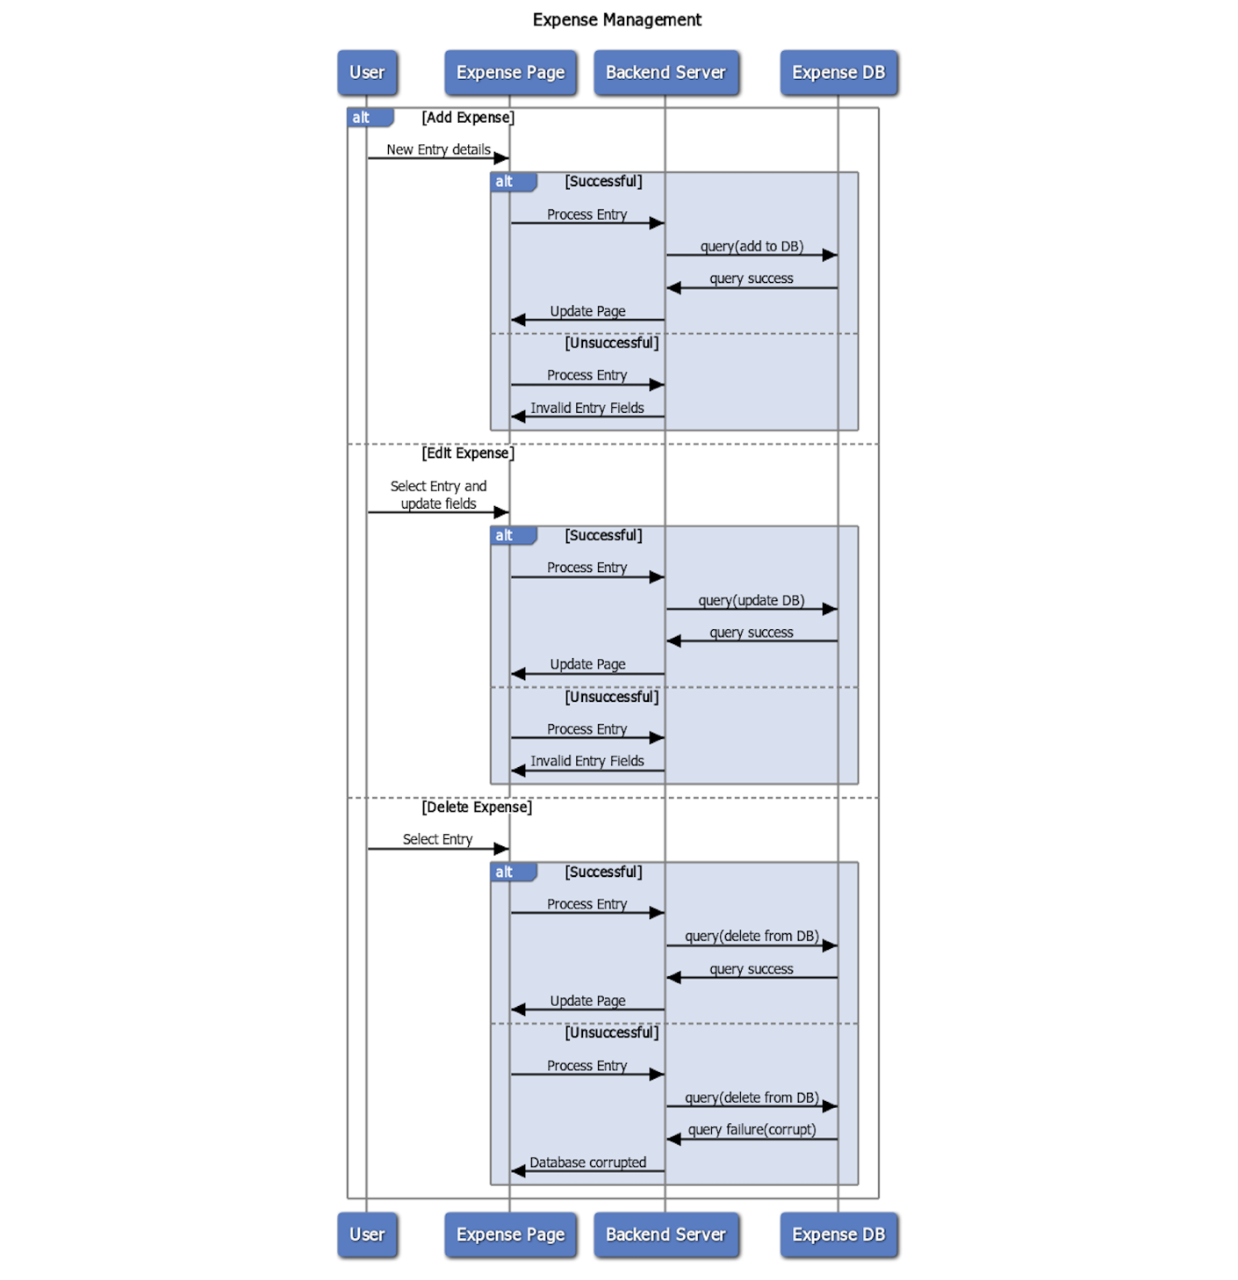 Expense Management
User Expense Page Backend Server Expense DB
alt [Add Expense]
New Entry details
alt [Successful]
Process Entry
query(add to DB)
query success
Update Page
[Unsuccessful]
Process Entry
Invalid Entry Fields
[Edit Expense]
Select Entry and
update fields
alt [Successful]
Process Entry
query(update DB)
query success
Update Page
[Unsuccessful]
Process Entry
Invalid Entry Fields
[Delete Expense]
Select Entry
alt [Successful]
Process Entry
query(delete from DB)
query success
Update Page
[Unsuccessful]
Process Entry
query(delete from DB)
query failure(corrupt)
Database corrupted
User Expense Page Backend Server Expense DB